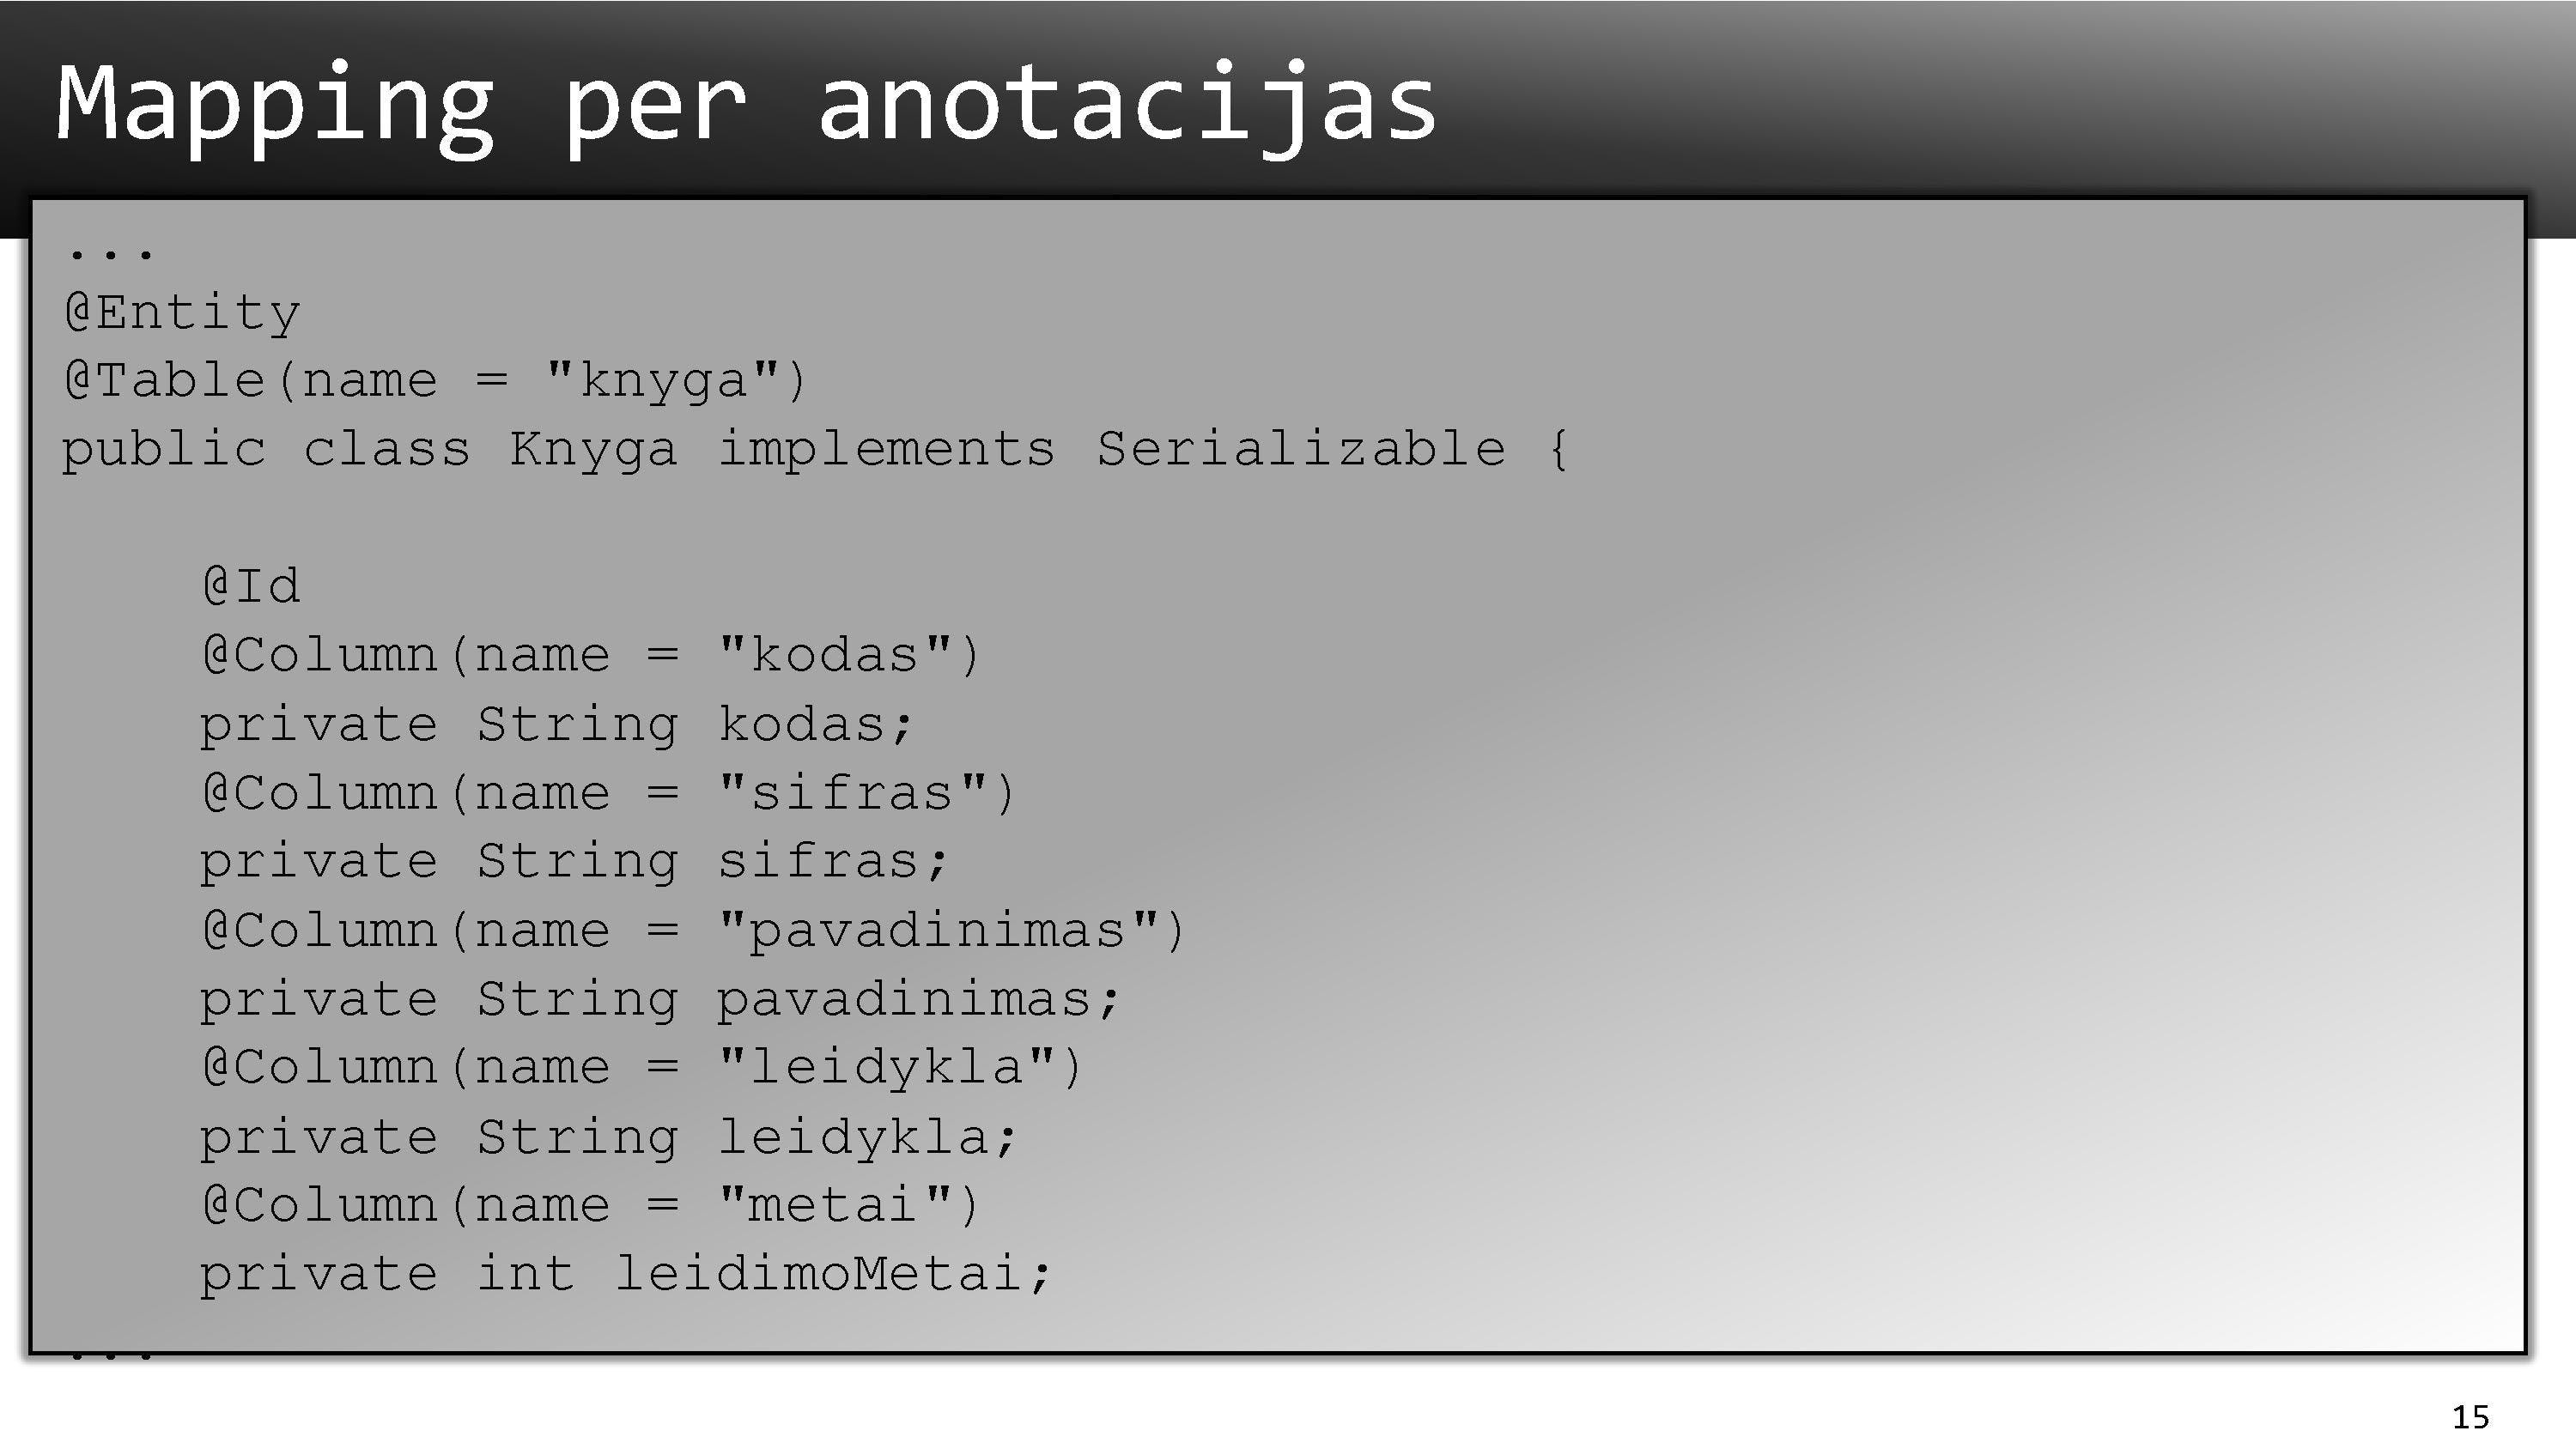 Mapping per anotacijas
...
@Entity
@Table(name = "knyga")
public class Knyga implements Serializable {
@Id
@Column(name = "kodas")
private String kodas;
@Column(name = "sifras")
private String sifras;
@Column(name = "pavadinimas")
private String pavadinimas;
@Column(name = "leidykla")
private String leidykla;
@Column(name = "metai")
private int leidimoMetai;
...
15